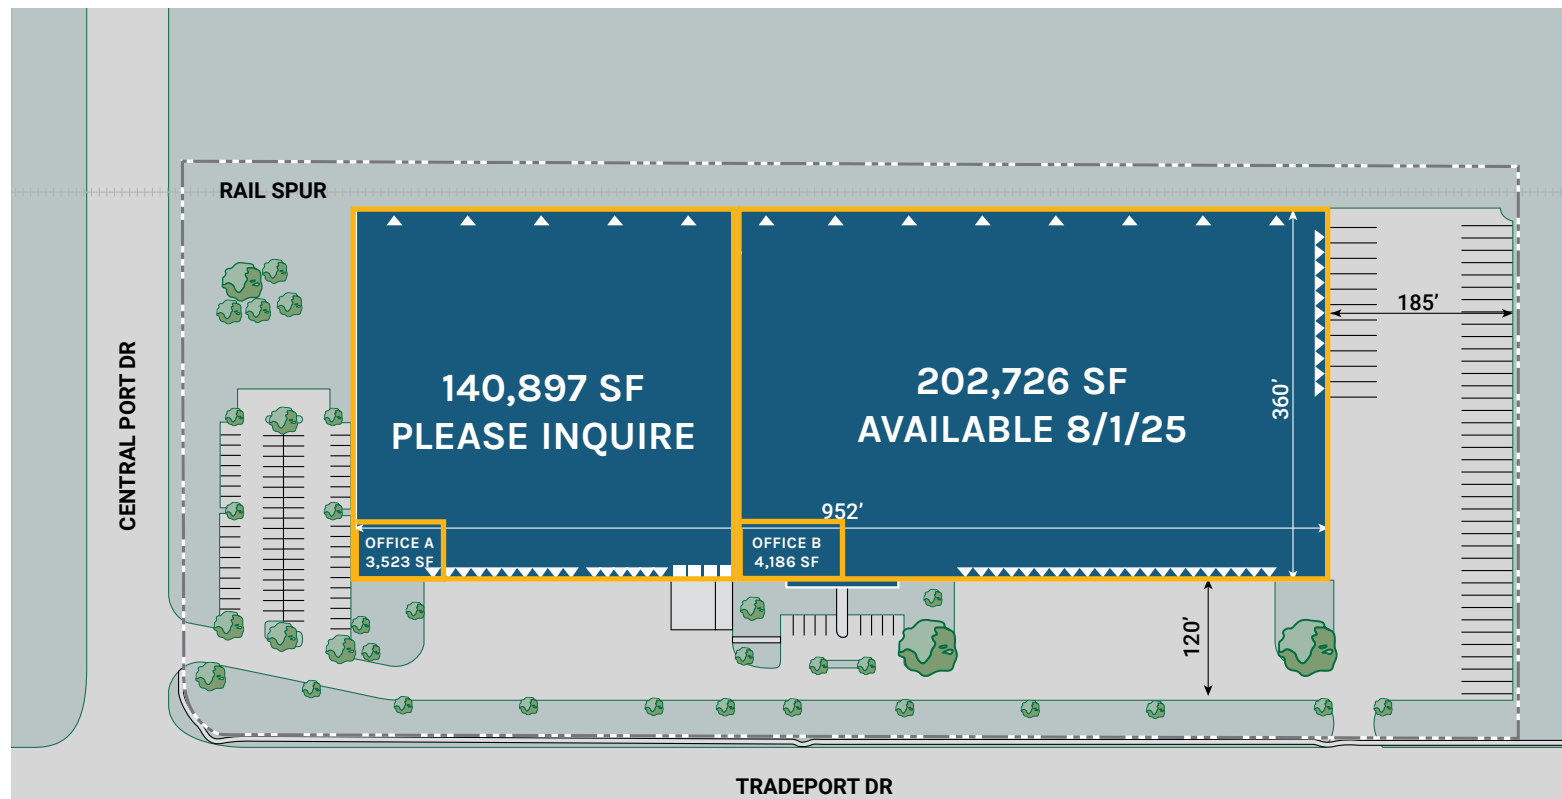 RAIL SPUR
CENTRAL PORT DR
140,897 SF
PLEASE INQUIRE
202,726 SF
AVAILABLE 8/1/25
360’
185’
952’
OFFICE A
3,523 SF
OFFICE B
4,186 SF
120’
TRADEPORT DR